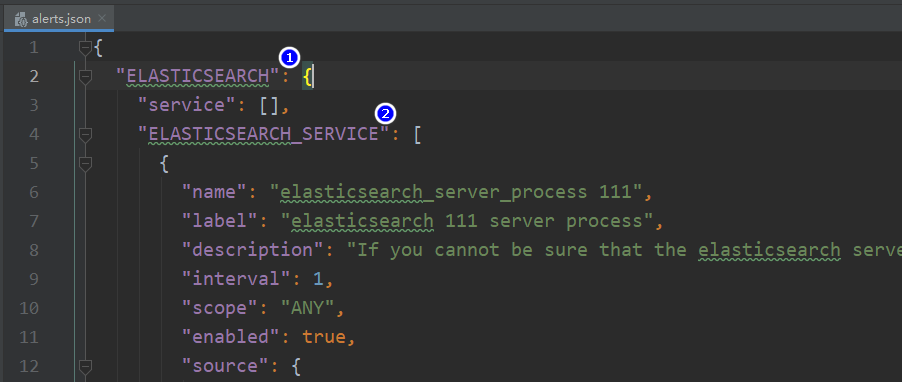 alerts.json
1 {
1
2 "ELASTICSEARCH": {
3 "service": [],
2
4 "ELASTICSEARCH_SERVICE": [
5 {
6 "name": "elasticsearch_server_process 111",
7 "label": "elasticsearch 111 server process",
8 "description": "If you cannot be sure that the elasticsearch serve
9 "interval": 1,
10 "scope": "ANY",
11 "enabled": true,
12 "source": {